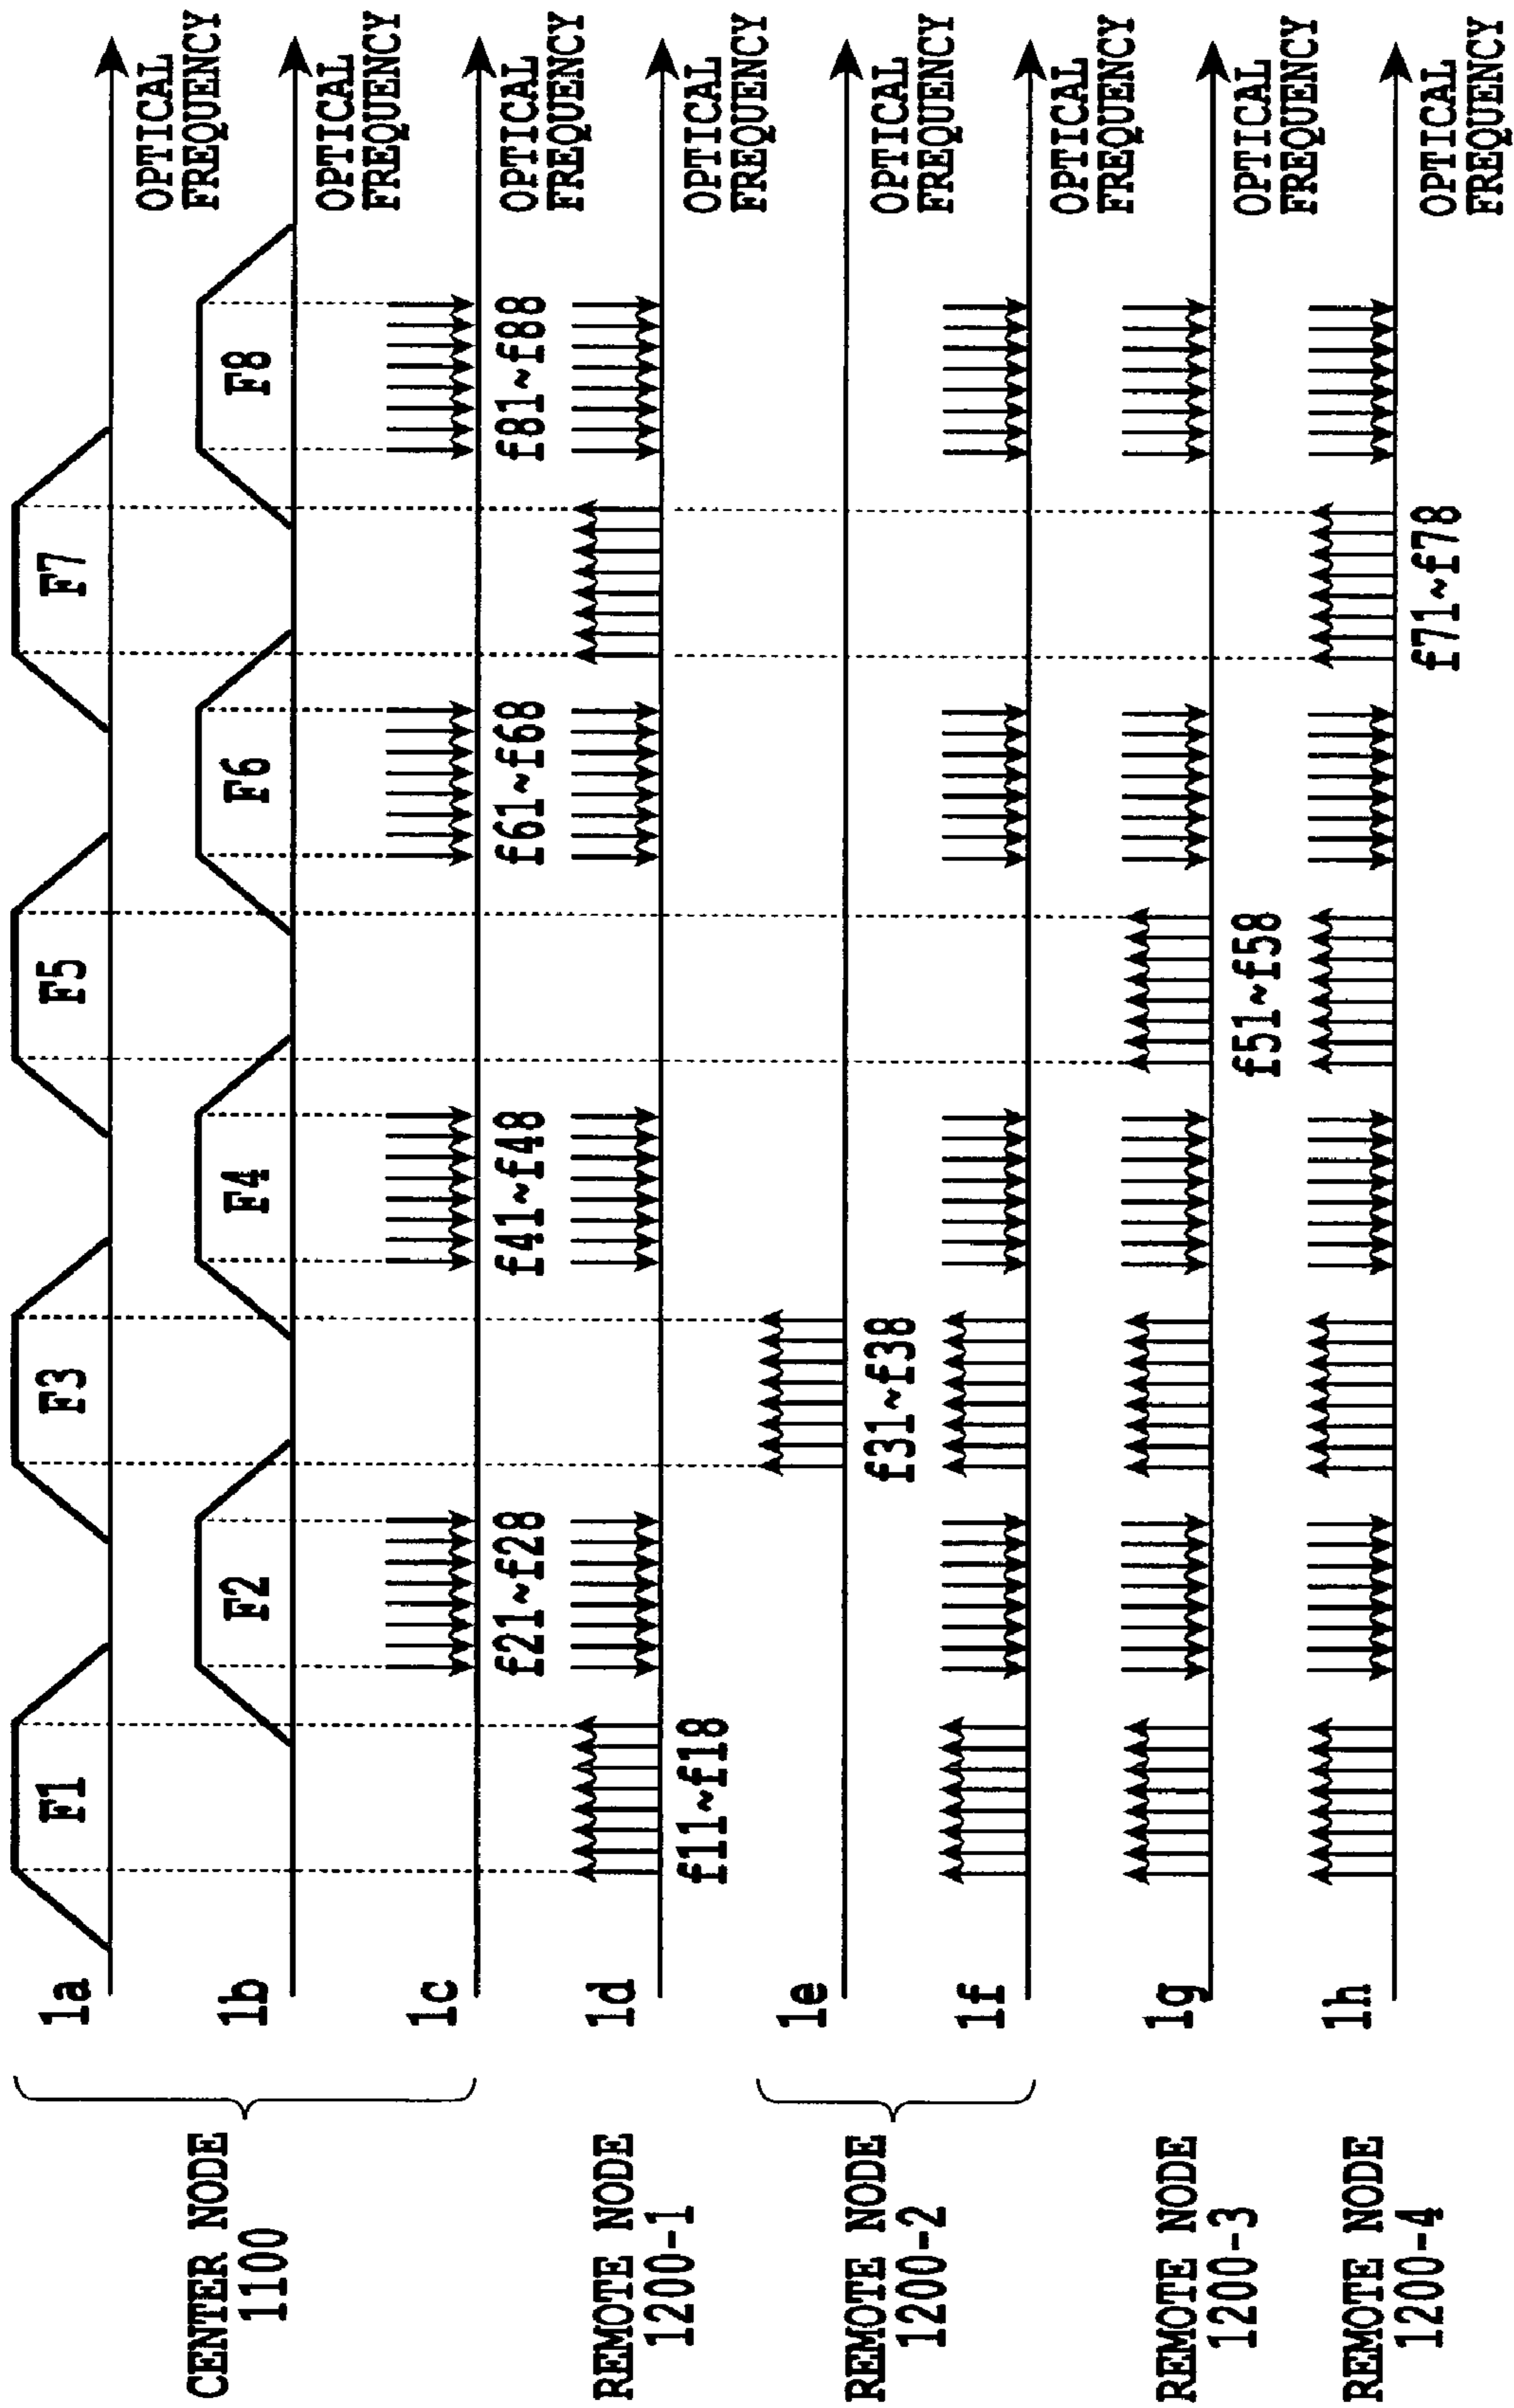 CENTER NODE
1100
1a
F1
F3
F5
F7
OPTICAL
FREQUENCY
1b
F2
F4
F6
F8
OPTICAL
FREQUENCY
1c
f21~f28
f41~f48
f61~f68
f81~f88
OPTICAL
FREQUENCY
REMOTE NODE
1200-1
1d
f11~f18
OPTICAL
FREQUENCY
REMOTE NODE
1200-2
1e
f31~f38
OPTICAL
FREQUENCY
1f
OPTICAL
FREQUENCY
REMOTE NODE
1200-3
1g
f51~f58
OPTICAL
FREQUENCY
REMOTE NODE
1200-4
1h
f71~f78
OPTICAL
FREQUENCY